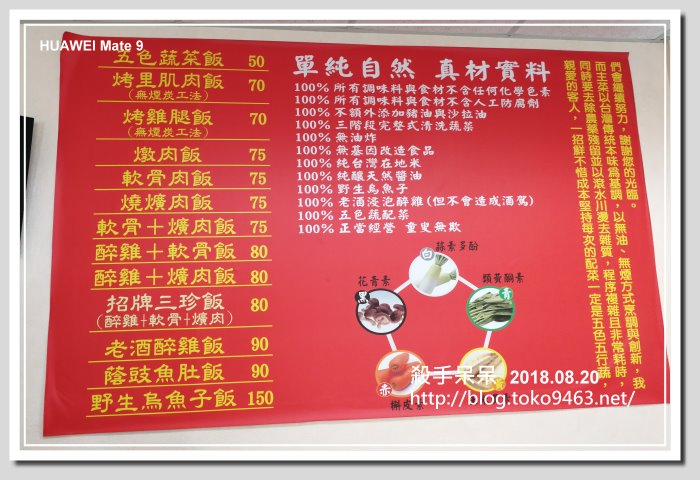 HUAWEI Mate 9
五色蔬菜飯 50
烤里肌肉飯 70
(無煙炭工法)
烤雞腿飯 70
(無煙炭工法)
燉肉飯 75
軟骨肉飯 75
燒爌肉飯 75
軟骨＋爌肉飯 75
醉雞＋軟骨飯 80
醉雞＋爌肉飯 80
招牌三珍飯 80
(醉雞+軟骨+爌肉)
老酒醉雞飯 90
蔭豉魚肚飯 90
野生烏魚子飯 150
單純自然 真材實料
100% 所有調味料與食材不含任何化學色素
100% 所有調味料與食材不含人工防腐劑
100% 不額外添加豬油與沙拉油
100% 三階段完整式清洗蔬菜
100% 無油炸
100% 無基因改造食品
100% 純台灣在地米
100% 純釀天然醬油
100% 野生烏魚子
100% 老酒浸泡醉雞(但不會造成酒駕)
100% 五色蔬配菜
100% 正當經營 童叟無欺
蒜素多酚
白
花青素
黑
類黃酮素
青
赤
槲皮素
親愛的客人，一招鮮不惜成本堅持每次的配菜一定是五色五行蔬，
同時要去除農藥殘留並以滾水川燙去雜質，程序複雜且非常耗時，
而主菜以台灣傳統本味為基調，以無油、無煙方式烹調與創新，我
們會繼續努力，謝謝您的光臨。
殺手呆呆 2018.08.20
http://blog.toko9463.net/